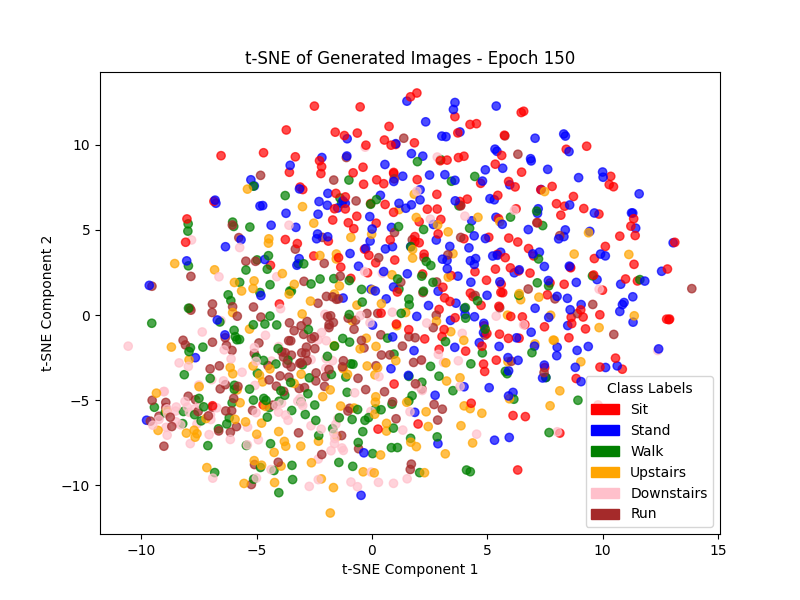 t-SNE of Generated Images - Epoch 150
t-SNE Component 2
10
5
0
−5
−10
−10
−5
0
5
10
15
t-SNE Component 1
Class Labels
Sit
Stand
Walk
Upstairs
Downstairs
Run